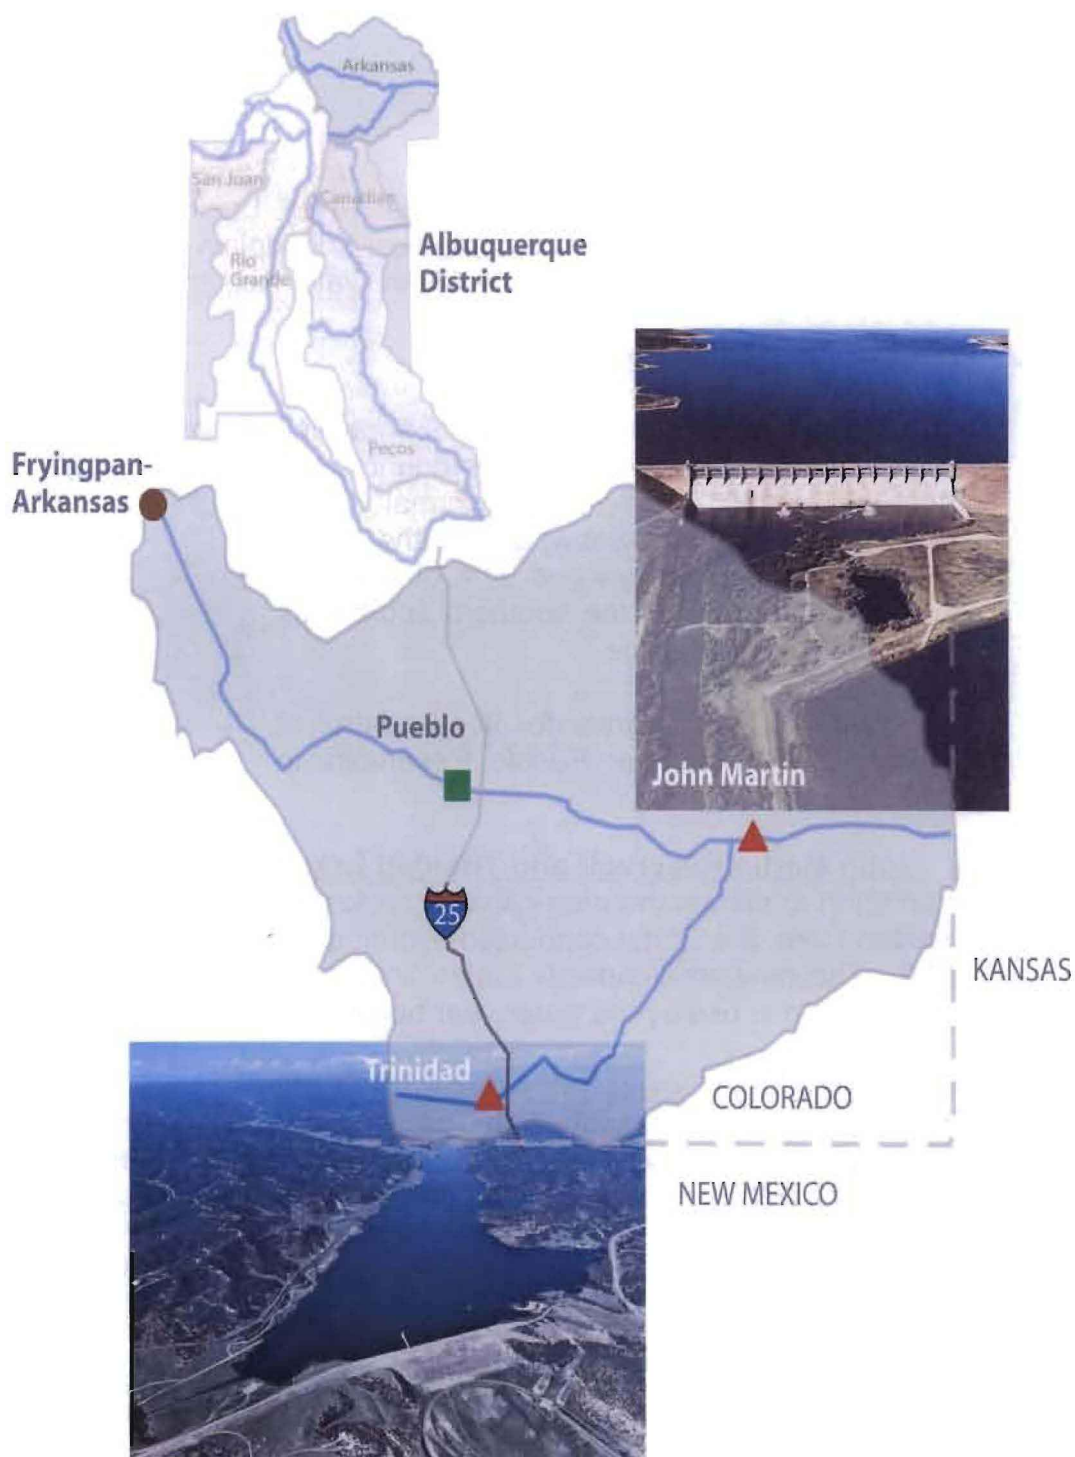 Arkansas
San Juan
Canadian
Rio
Grande
Albuquerque
District
Pecos
Fryingpan-
Arkansas
Pueblo
John Martin
25
KANSAS
Trinidad
COLORADO
NEW MEXICO